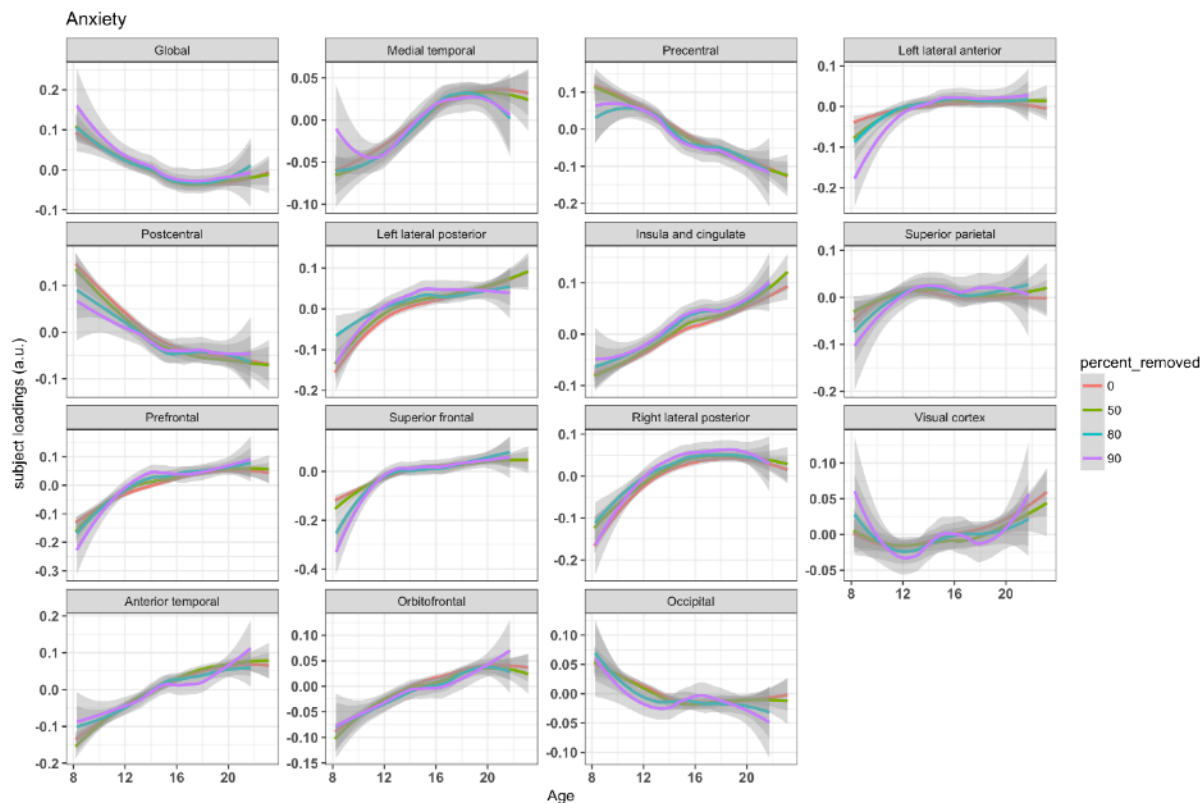 Anxiety
Global
Medial temporal
Precentral
Left lateral anterior
0.2
0.1
0.0
-0.1
0.05
0.00
-0.05
-0.10
0.1
0.0
-0.1
-0.2
0.1
0.0
-0.1
-0.2
Postcentral
Left lateral posterior
Insula and cingulate
Superior parietal
0.1
0.0
-0.1
0.1
0.0
-0.1
-0.2
0.1
0.0
-0.1
0.1
0.0
-0.1
-0.2
Prefrontal
Superior frontal
Right lateral posterior
Visual cortex
0.1
0.0
-0.1
-0.2
-0.3
0.2
0.0
-0.2
-0.4
0.1
0.0
-0.1
-0.2
0.10
0.05
0.00
-0.05
8 12 16 20
Anterior temporal
Orbitofrontal
Occipital
0.2
0.1
0.0
-0.1
-0.2
0.10
0.05
0.00
-0.05
-0.10
-0.15
0.10
0.05
0.00
-0.05
-0.10
8 12 16 20
8 12 16 20
8 12 16 20
subject loadings (a.u.)
Age
percent_removed
0
50
80
90